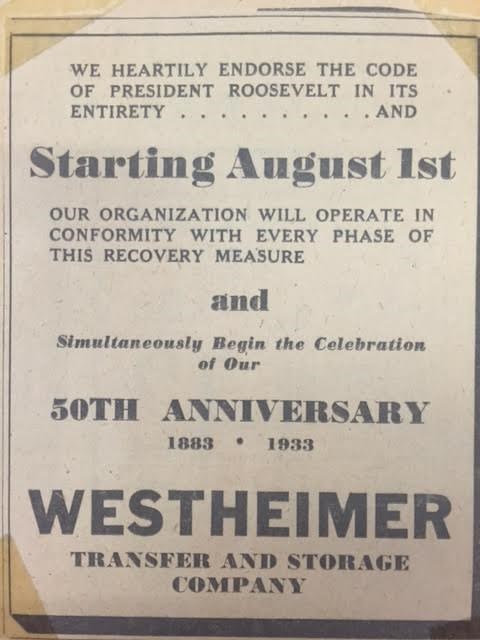 WE HEARTILY ENDORSE THE CODE
OF PRESIDENT ROOSEVELT IN ITS
ENTIRETY . . . . . . . . . . AND
Starting August 1st
OUR ORGANIZATION WILL OPERATE IN
CONFORMITY WITH EVERY PHASE OF
THIS RECOVERY MEASURE
and
Simultaneously Begin the Celebration
of Our
50TH ANNIVERSARY
1883 • 1933
WESTHEIMER
TRANSFER AND STORAGE
COMPANY